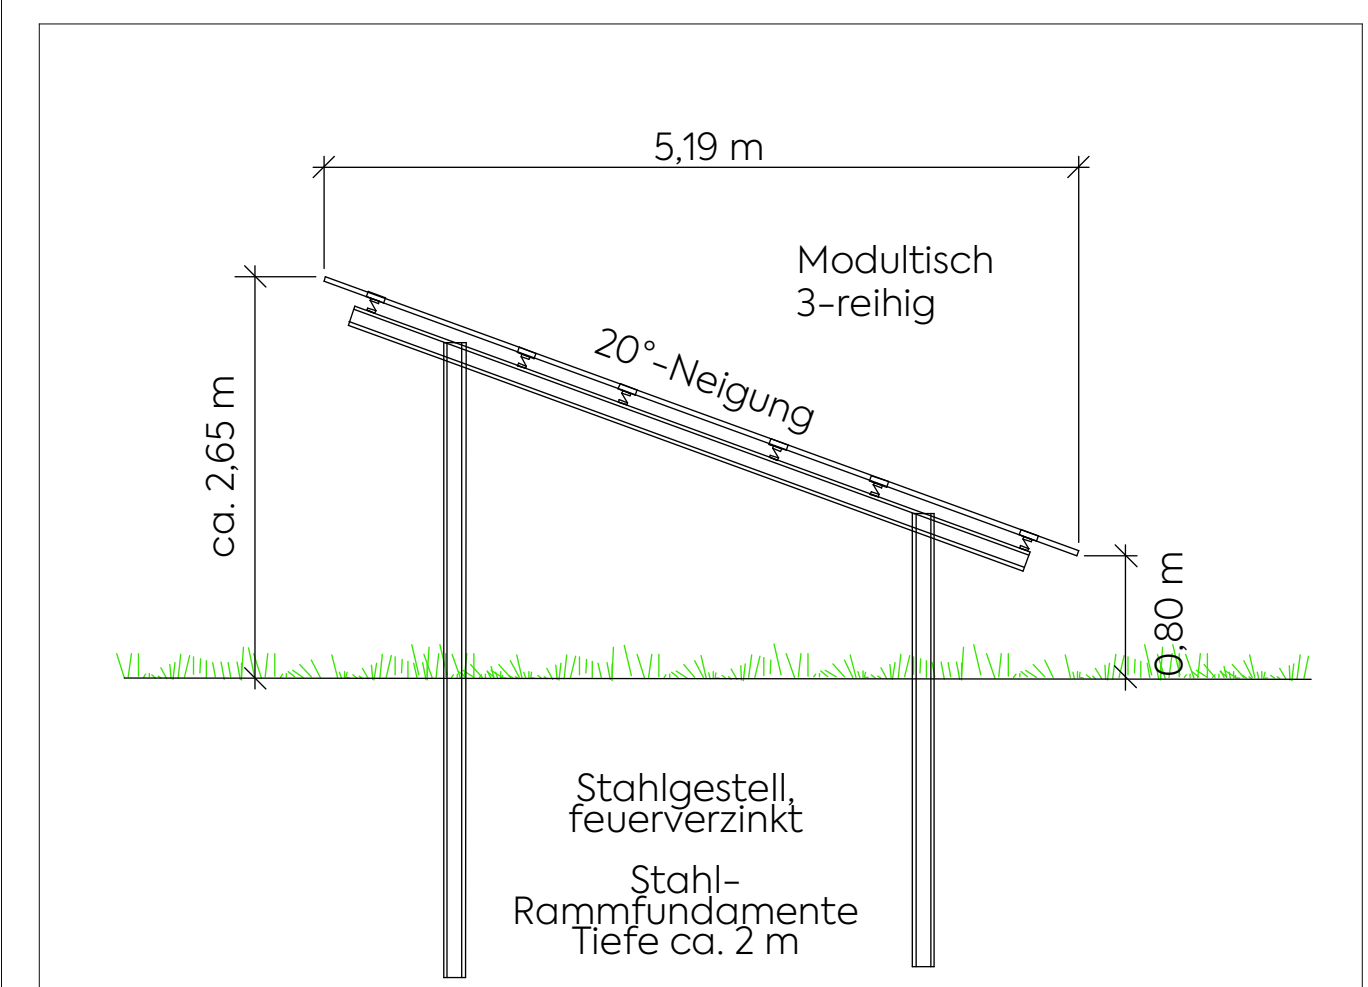 5,19 m
Modultisch
3-reihig
20°-Neigung
ca. 2,65 m
0,80 m
Stahlgestell,
feuerverzinkt
Stahl-
Rammfundamente
Tiefe ca. 2 m